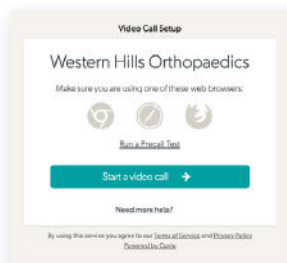 Video Call Setup
Western Hills Orthopaedics
Make sure you are using one of these web browsers:
Run a Precall Test
Start a video call
Need more help?
By using this service you agree to our Terms of Service and Privacy Policy
Powered by Coviu